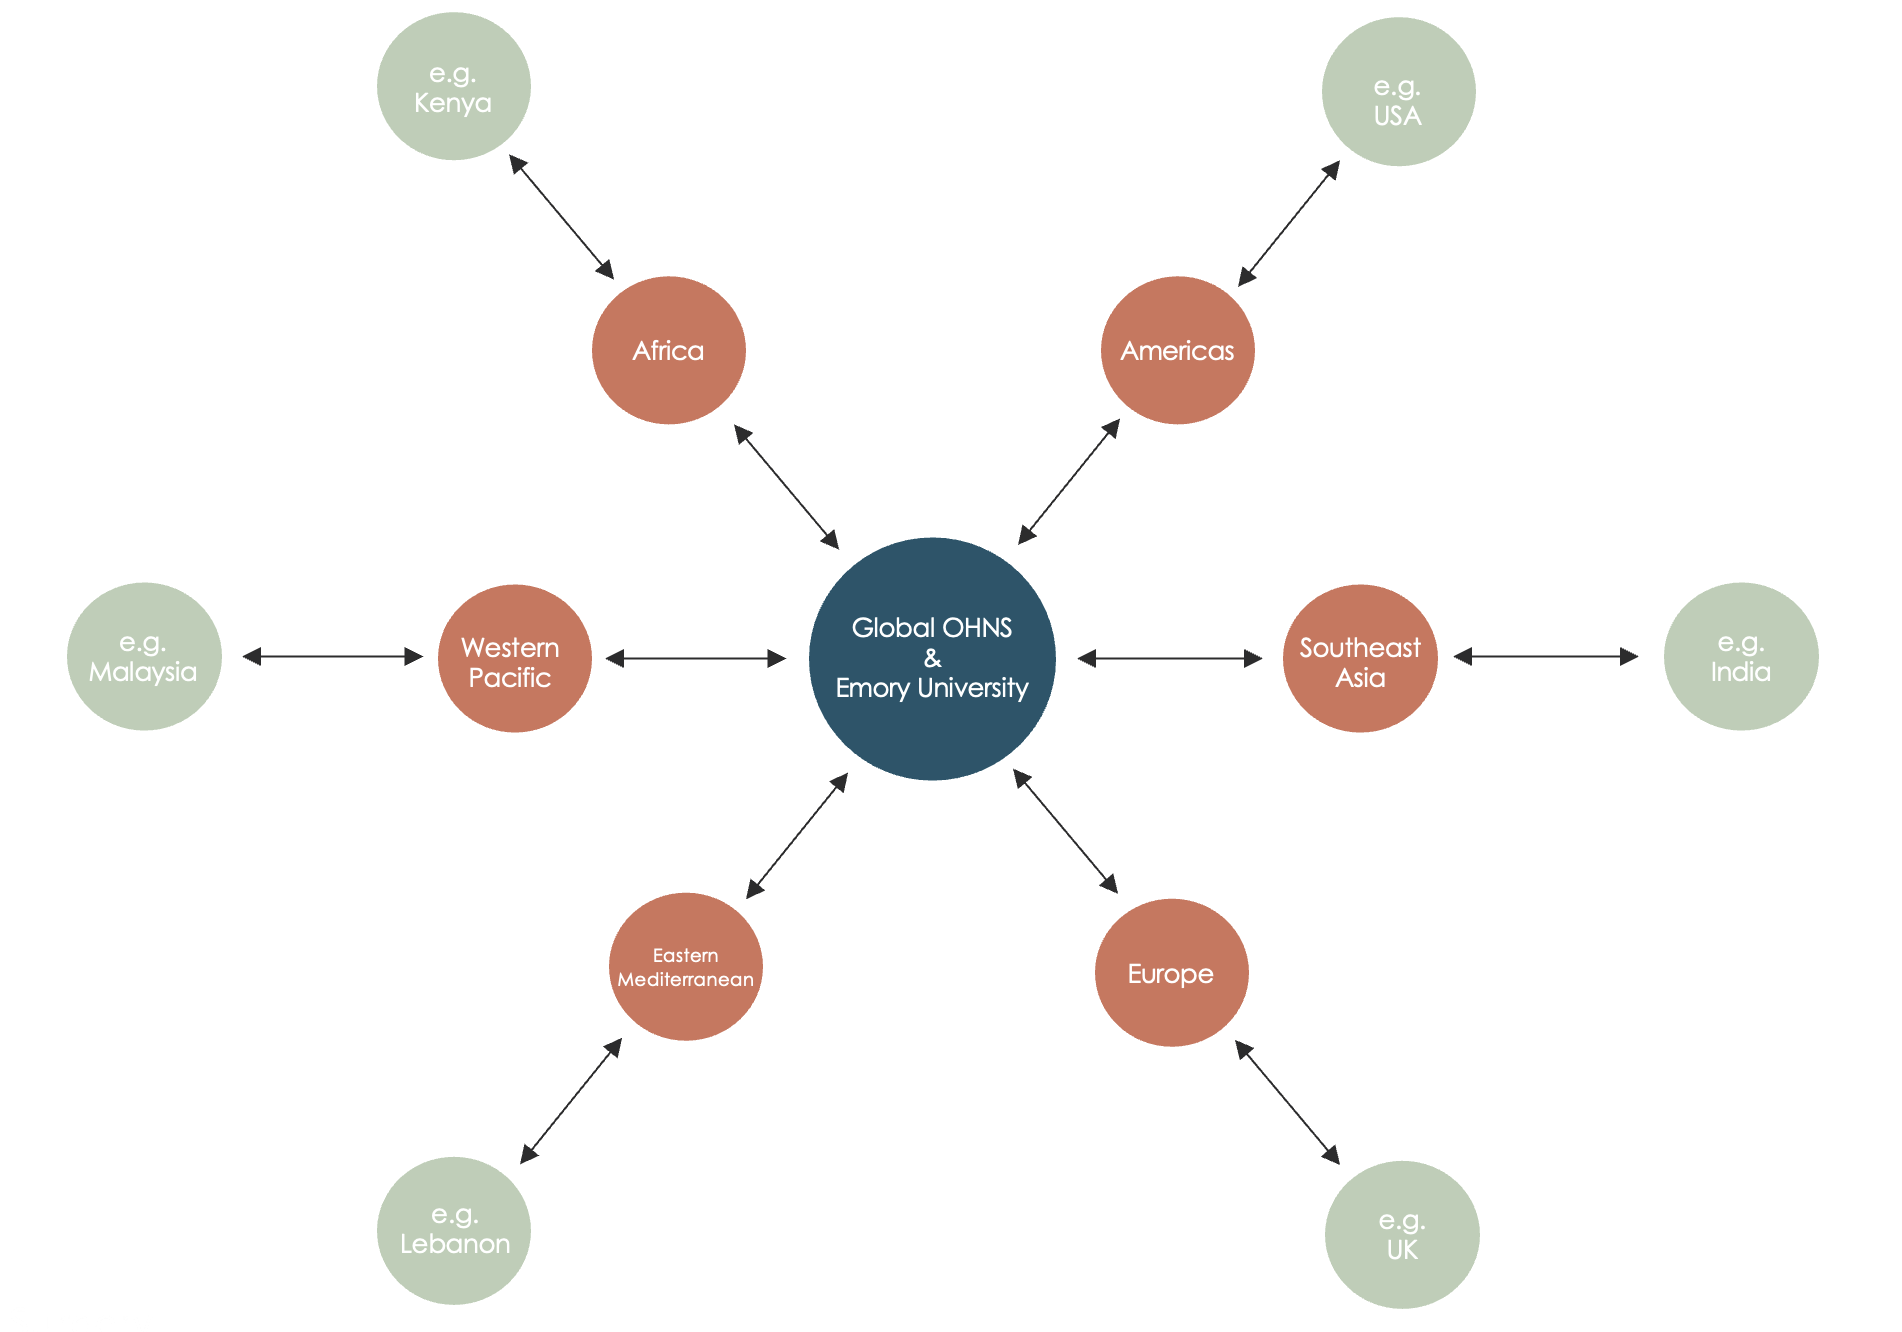 e.g.
Kenya
e.g.
USA
Africa
Americas
e.g.
Malaysia
Western
Pacific
Global OHNS
&
Emory University
Southeast
Asia
e.g.
India
Eastern
Mediterranean
Europe
e.g.
Lebanon
e.g.
UK